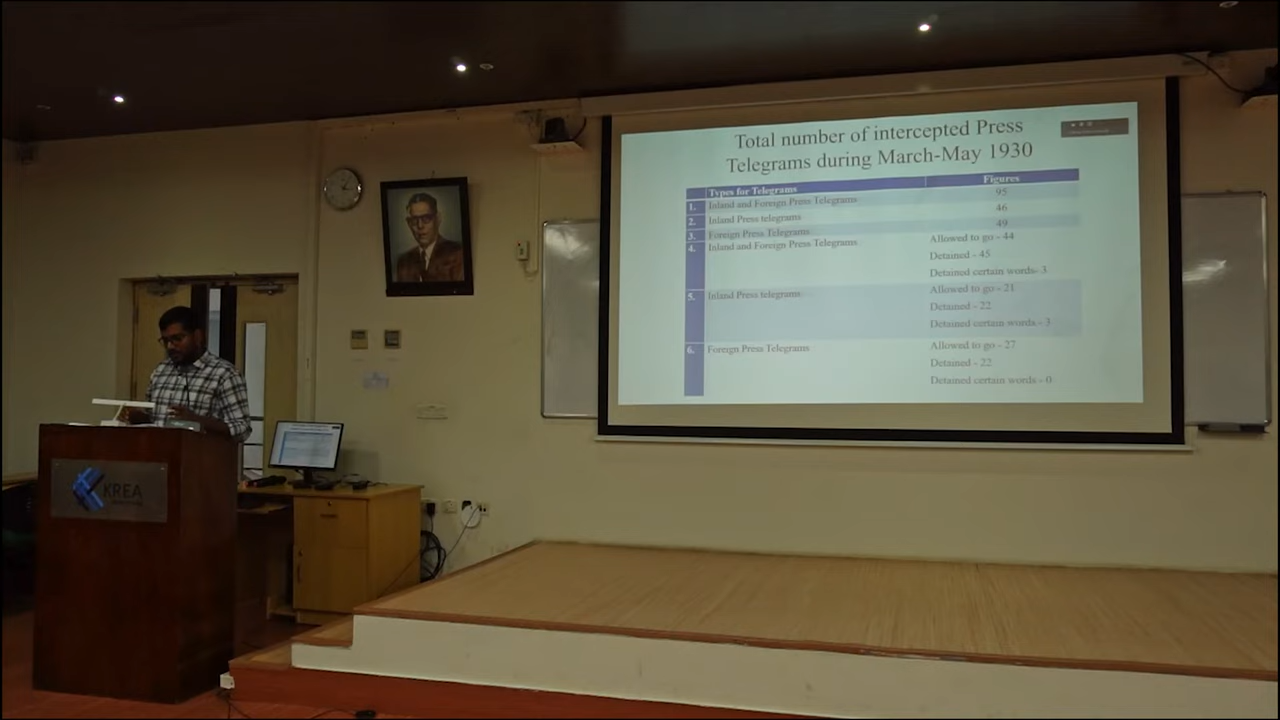 Total number of intercepted Press
Telegrams during March-May 1930
Types for Telegrams Figures
1. Inland and Foreign Press Telegrams 95
2. Inland Press telegrams 46
3. Foreign Press Telegrams 49
4. Inland and Foreign Press Telegrams Allowed to go - 44
Detained - 45
Detained certain words- 3
5. Inland Press telegrams Allowed to go - 21
Detained - 22
Detained certain words - 3
6. Foreign Press Telegrams Allowed to go - 27
Detained - 22
Detained certain words - 0
KREA